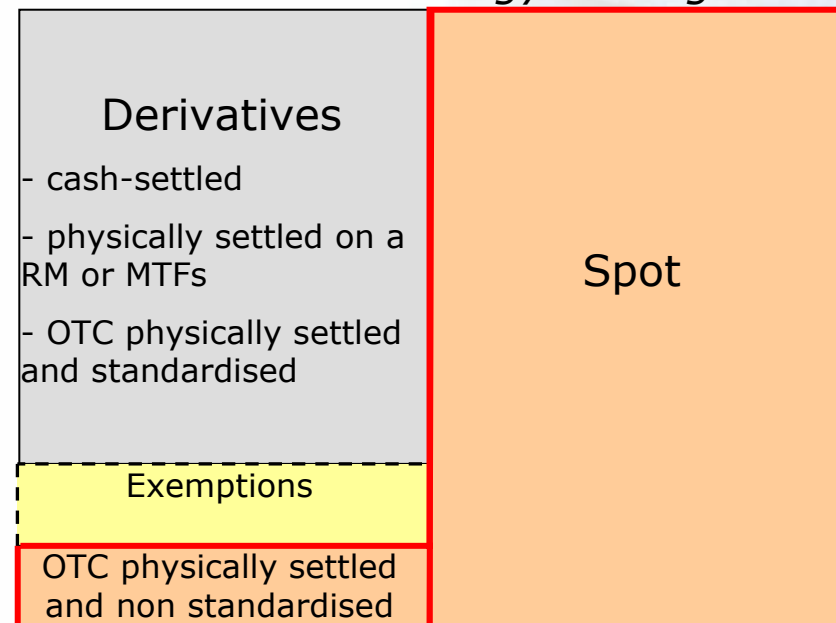 Derivatives
- cash-settled
- physically settled on a
RM or MTFs
- OTC physically settled
and standardised
Spot
Exemptions
OTC physically settled
and non standardised